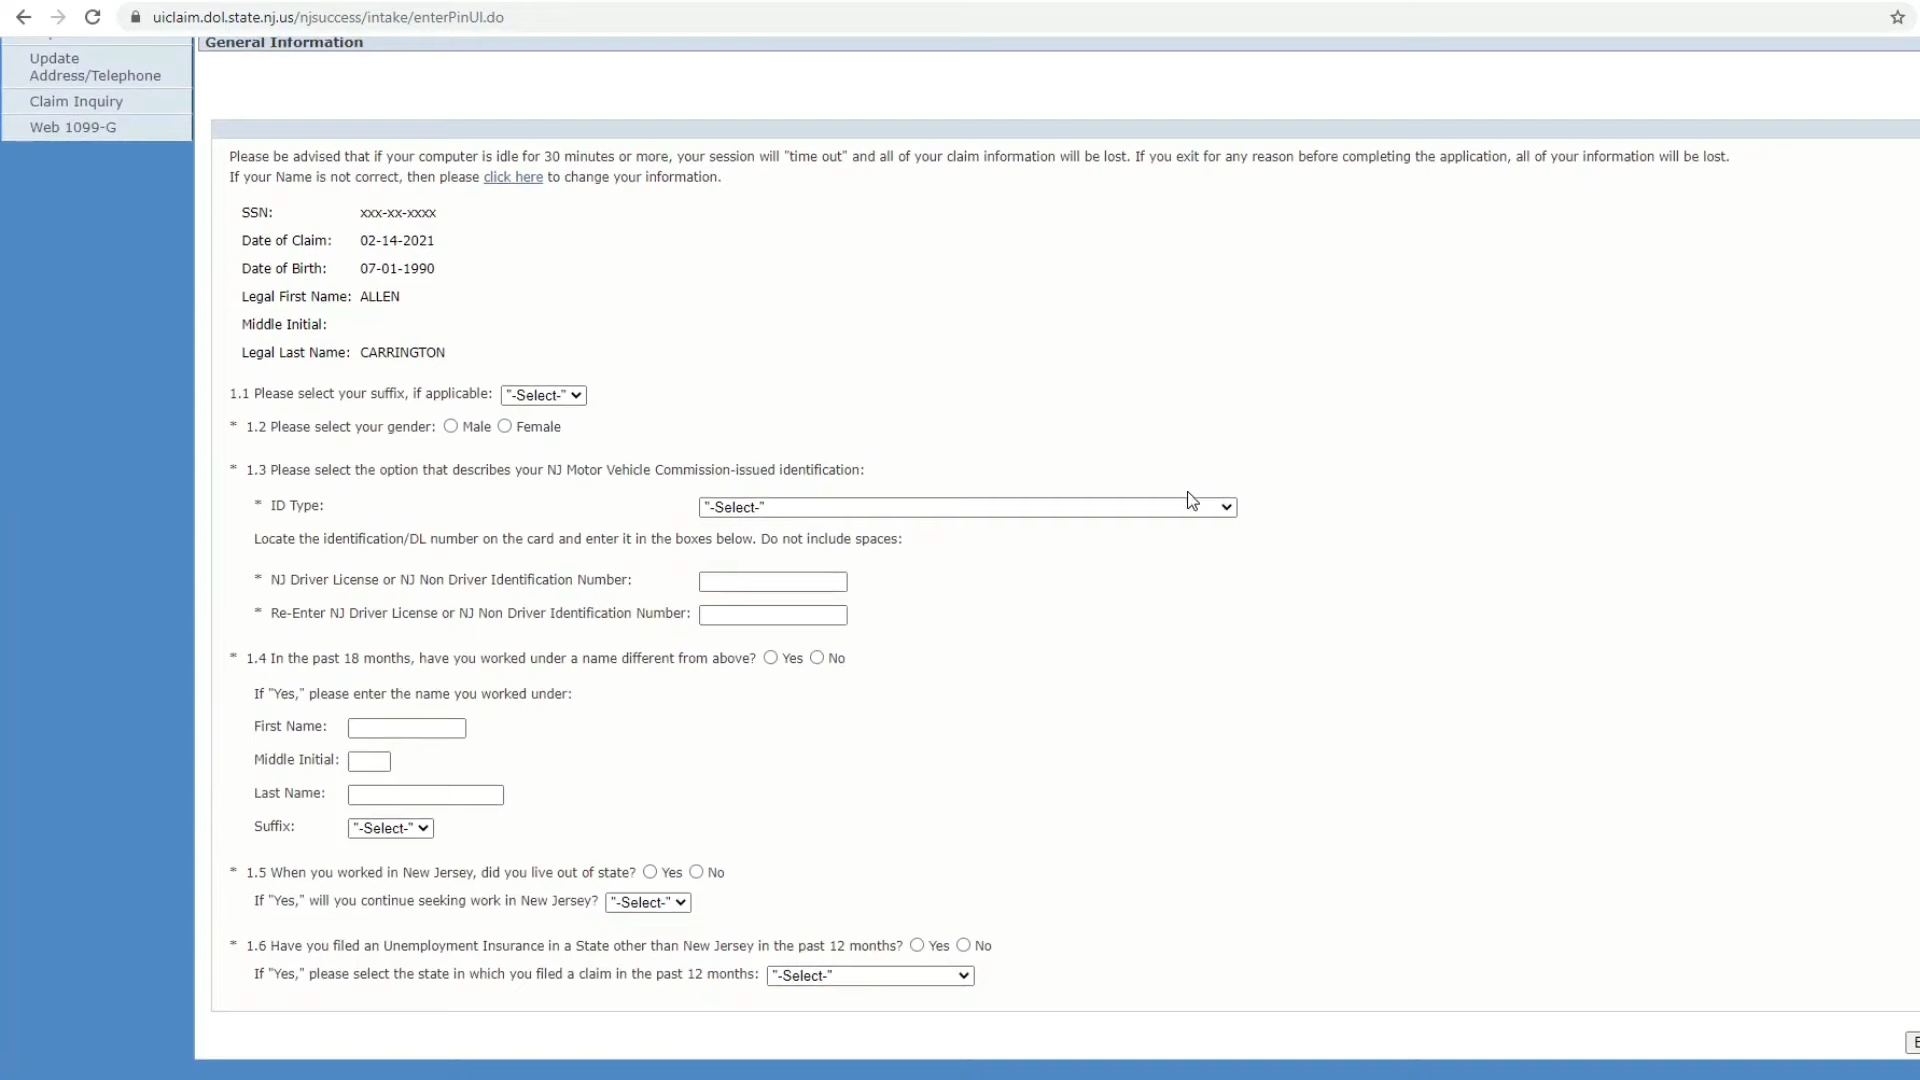 uiclaim.dol.state.nj.us/njsuccess/intake/enterPinUI.do
General Information
Update
Address/Telephone
Claim Inquiry
Web 1099-G
Please be advised that if your computer is idle for 30 minutes or more, your session will "time out" and all of your claim information will be lost. If you exit for any reason before completing the application, all of your information will be lost.
If your Name is not correct, then please click here to change your information.
SSN: xxx-xx-xxxx
Date of Claim: 02-14-2021
Date of Birth: 07-01-1990
Legal First Name: ALLEN
Middle Initial:
Legal Last Name: CARRINGTON
1.1 Please select your suffix, if applicable: "-Select-"
* 1.2 Please select your gender: Male Female
* 1.3 Please select the option that describes your NJ Motor Vehicle Commission-issued identification:
* ID Type: "-Select-"
Locate the identification/DL number on the card and enter it in the boxes below. Do not include spaces:
* NJ Driver License or NJ Non Driver Identification Number:
* Re-Enter NJ Driver License or NJ Non Driver Identification Number:
* 1.4 In the past 18 months, have you worked under a name different from above? Yes No
If "Yes," please enter the name you worked under:
First Name:
Middle Initial:
Last Name:
Suffix: "-Select-"
* 1.5 When you worked in New Jersey, did you live out of state? Yes No
If "Yes," will you continue seeking work in New Jersey? "-Select-"
* 1.6 Have you filed an Unemployment Insurance in a State other than New Jersey in the past 12 months? Yes No
If "Yes," please select the state in which you filed a claim in the past 12 months: "-Select-"